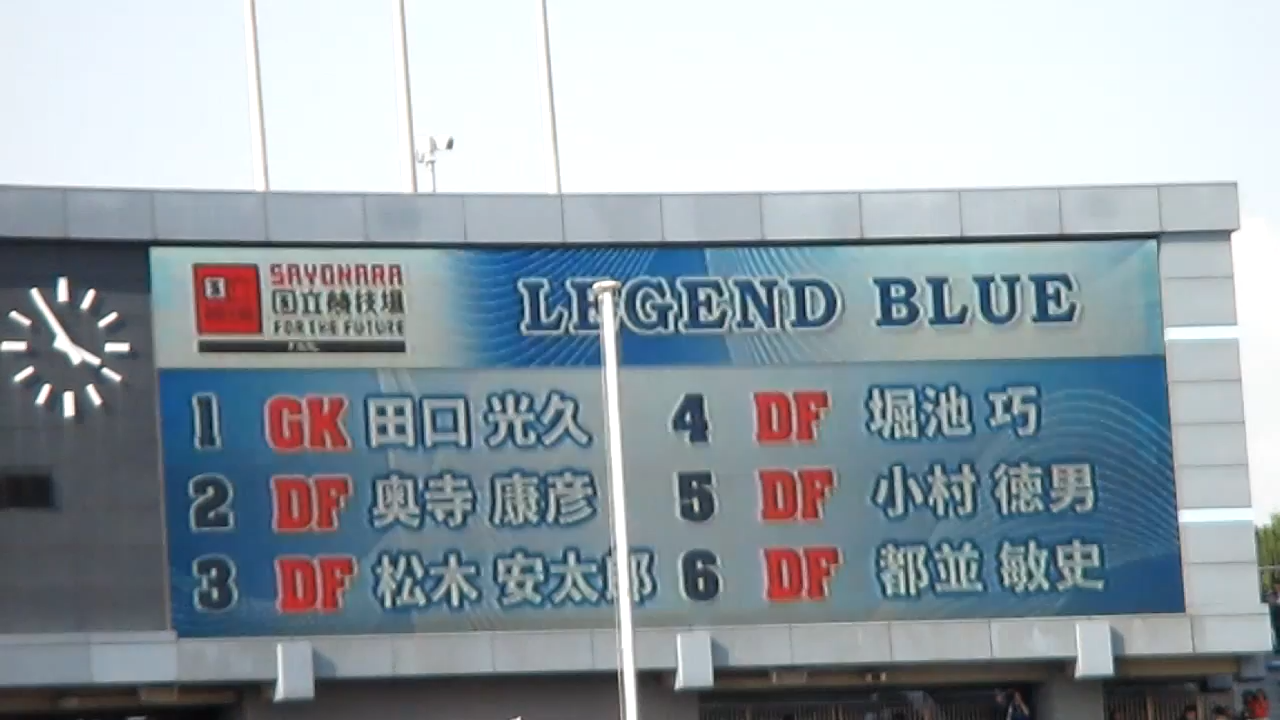 SAYONARA
国立競技場
FOR THE FUTURE
LEGEND BLUE
1 GK 田口 光久
2 DF 奥寺 康彦
3 DF 松木 安太郎
4 DF 堀池 巧
5 DF 小村 徳男
6 DF 都並 敏史